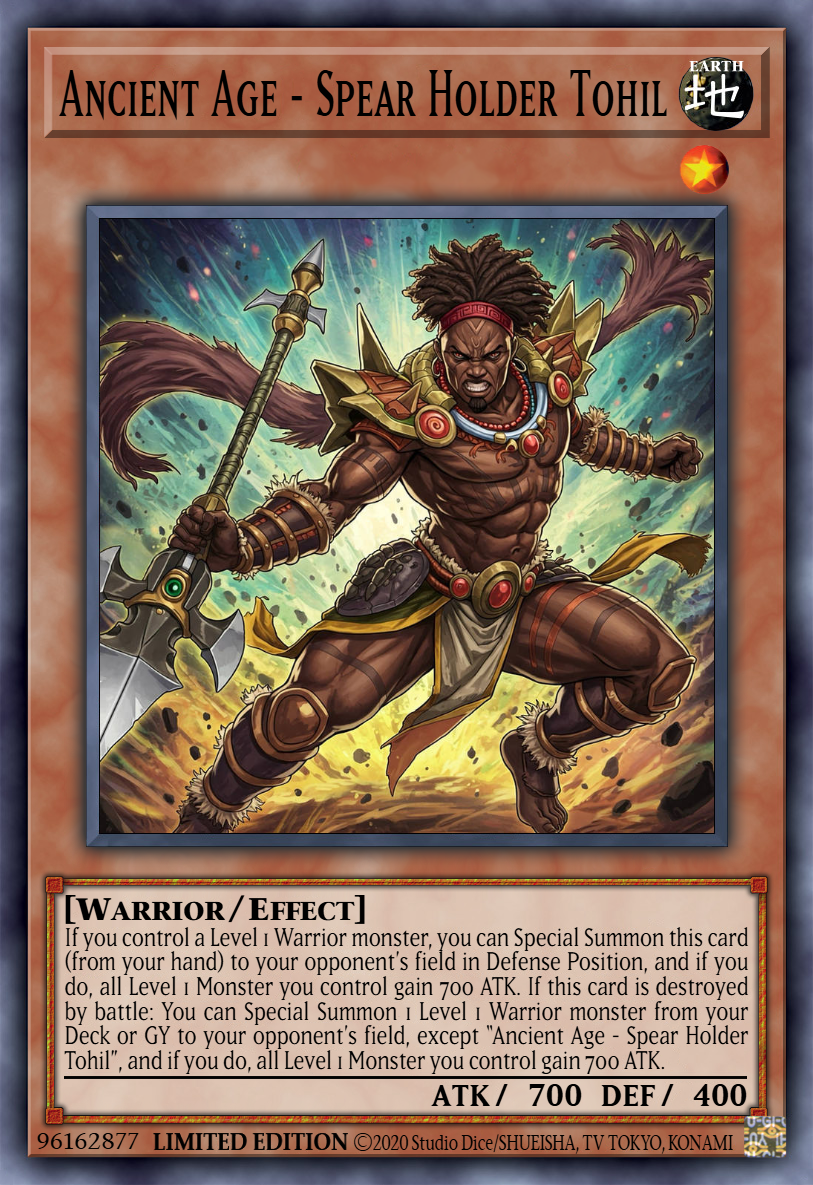 Ancient Age - Spear Holder Tohil
EARTH
地
[Warrior/Effect]
If you control a Level 1 Warrior monster, you can Special Summon this card
(from your hand) to your opponent's field in Defense Position, and if you
do, all Level 1 Monster you control gain 700 ATK. If this card is destroyed
by battle: You can Special Summon 1 Level 1 Warrior monster from your
Deck or GY to your opponent's field, except "Ancient Age - Spear Holder
Tohil", and if you do, all Level 1 Monster you control gain 700 ATK.
ATK/ 700 DEF/ 400
96162877 LIMITED EDITION ©2020 Studio Dice/SHUEISHA, TV TOKYO, KONAMI